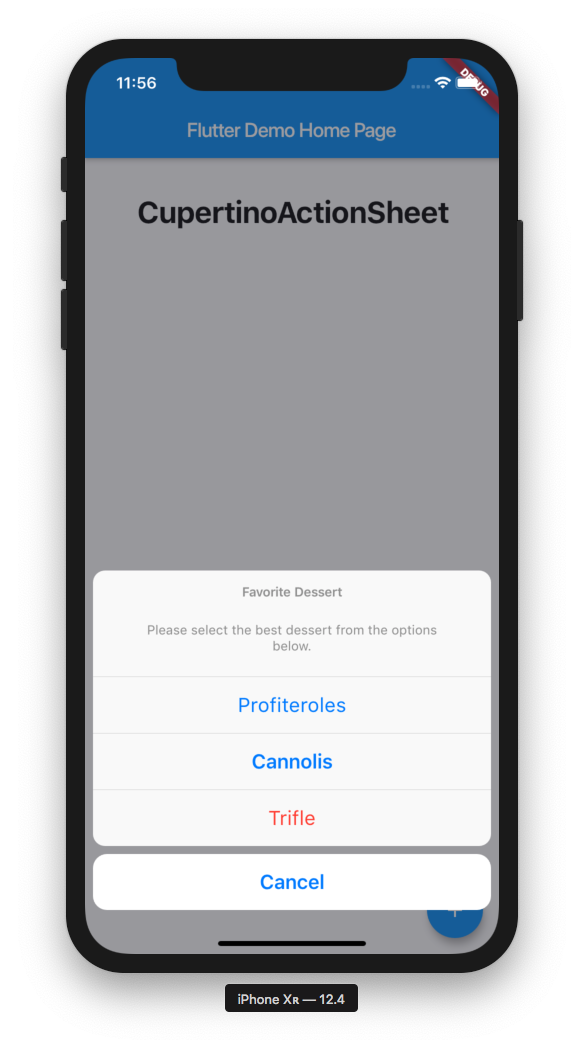 11:56
DEBUG
Flutter Demo Home Page
CupertinoActionSheet
Favorite Dessert
Please select the best dessert from the options
below.
Profiteroles
Cannolis
Trifle
Cancel
iPhone Xʀ — 12.4